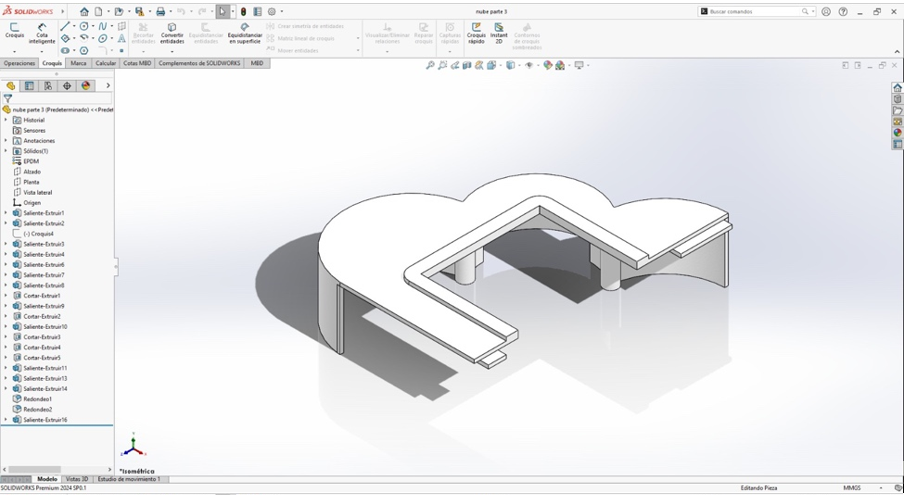 SOLIDWORKS
nube parte 3
Buscar comandos
Croquis
Cota inteligente
Recortar entidades
Convertir entidades
Equidistanciar entidades
Equidistanciar en superficie
Crear simetría de entidades
Matriz lineal de croquis
Mover entidades
Visualizar/Eliminar relaciones
Reparar croquis
Capturas rápidas
Croquis rápido
Instant 2D
Contornos de croquis sombreados
Operaciones
Croquis
Marca
Calcular
Cotas MBD
Complementos de SOLIDWORKS
MBD
nube parte 3 (Predeterminado) <<Predet
Historial
Sensores
Anotaciones
Sólidos(1)
EPDM
Alzado
Planta
Vista lateral
Origen
Saliente-Extruir1
Saliente-Extruir2
(-) Croquis4
Saliente-Extruir3
Saliente-Extruir4
Saliente-Extruir6
Saliente-Extruir7
Saliente-Extruir8
Cortar-Extruir1
Saliente-Extruir9
Cortar-Extruir2
Saliente-Extruir10
Cortar-Extruir3
Cortar-Extruir4
Cortar-Extruir5
Saliente-Extruir11
Saliente-Extruir13
Saliente-Extruir14
Redondeo1
Redondeo2
Saliente-Extruir16
*Isométrica
Modelo
Vistas 3D
Estudio de movimiento 1
SOLIDWORKS Premium 2024 SP0.1
Editando Pieza
MMGS